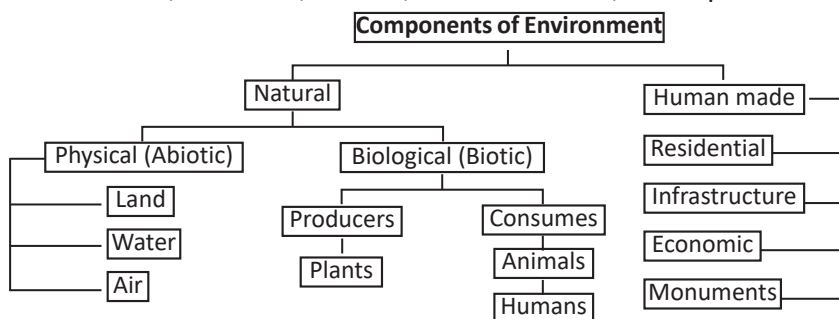 Components of Environment
Natural
Human made
Physical (Abiotic)
Biological (Biotic)
Residential
Land
Producers
Consumes
Infrastructure
Water
Plants
Animals
Economic
Air
Humans
Monuments